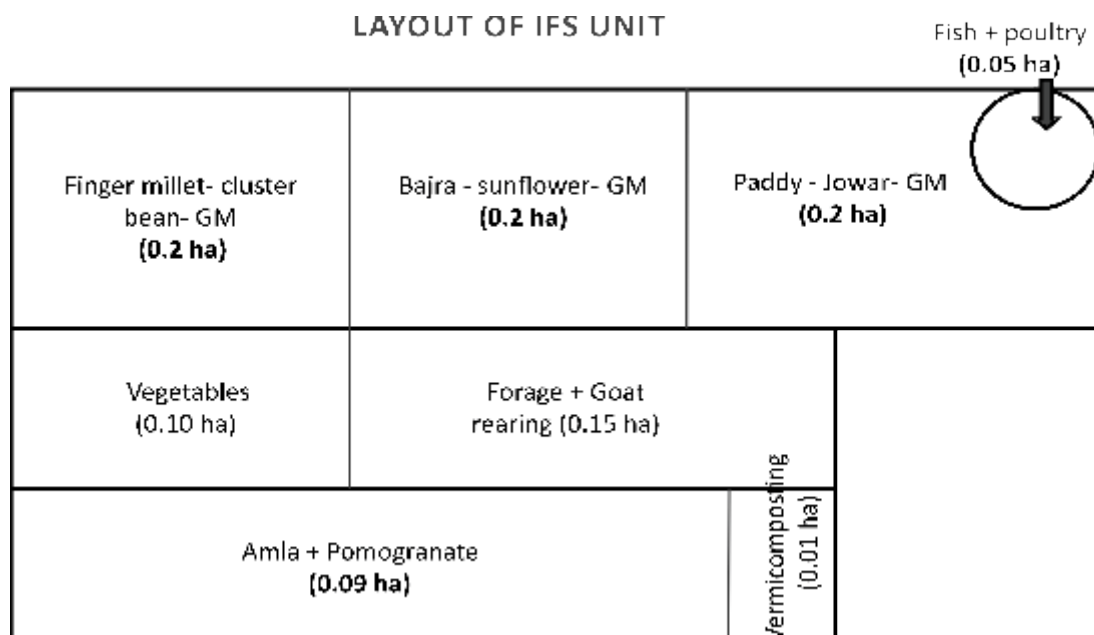 LAYOUT OF IFS UNIT
Fish + poultry
(0.05 ha)
Finger millet- cluster
bean- GM
(0.2 ha)
Bajra - sunflower- GM
(0.2 ha)
Paddy - Jowar- GM
(0.2 ha)
Vegetables
(0.10 ha)
Forage + Goat
rearing (0.15 ha)
Amla + Pomogranate
(0.09 ha)
Vermicomposting
(0.01 ha)